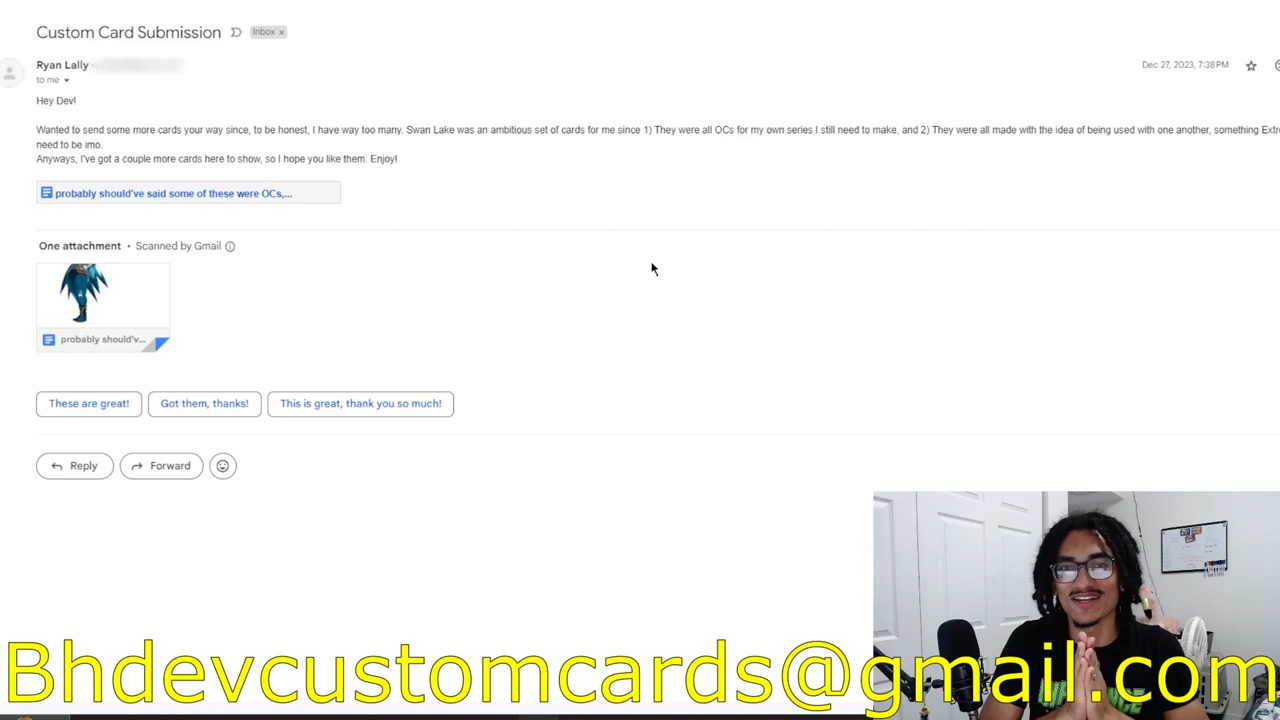 Custom Card Submission Inbox x
Ryan Lally
Dec 27, 2023, 7:38PM
to me
Hey Dev!
Wanted to send some more cards your way since, to be honest, I have way too many. Swan Lake was an ambitious set of cards for me since 1) They were all OCs for my own series I still need to make, and 2) They were all made with the idea of being used with one another, something Extr
need to be imo.
Anyways, I've got a couple more cards here to show, so I hope you like them. Enjoy!
probably should've said some of these were OCs,...
One attachment • Scanned by Gmail
probably should'v...
These are great! Got them, thanks! This is great, thank you so much!
Reply Forward
Bhdevcustomcards@gmail.com